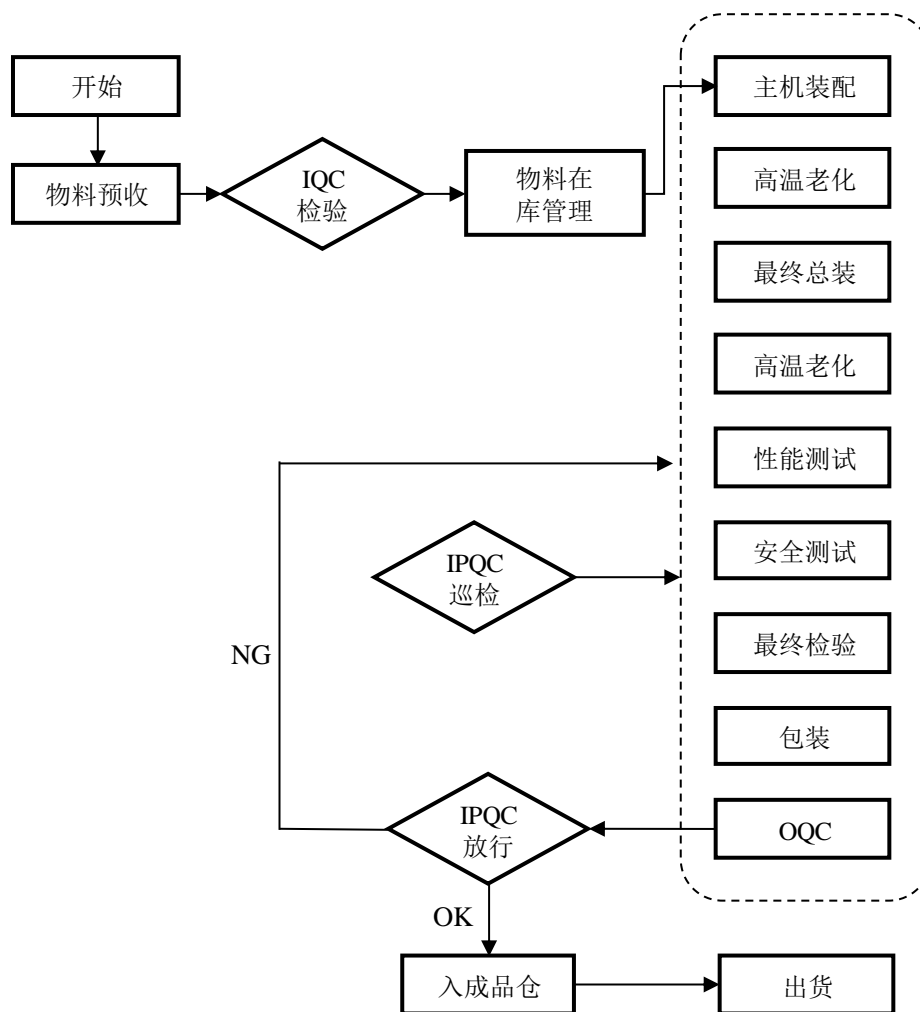 开始
物料预收
IQC
检验
物料在
库管理
主机装配
高温老化
最终总装
高温老化
性能测试
安全测试
最终检验
包装
OQC
IPQC
巡检
NG
IPQC
放行
OK
入成品仓
出货